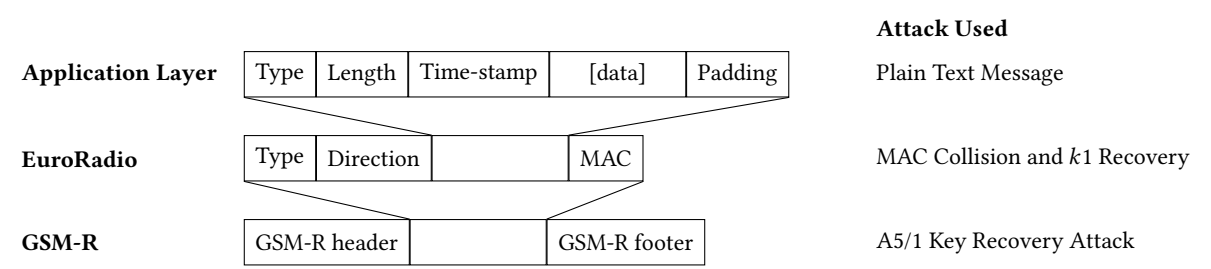 Attack Used
Application Layer Type Length Time-stamp [data] Padding Plain Text Message
EuroRadio Type Direction MAC MAC Collision and k1 Recovery
GSM-R GSM-R header GSM-R footer A5/1 Key Recovery Attack